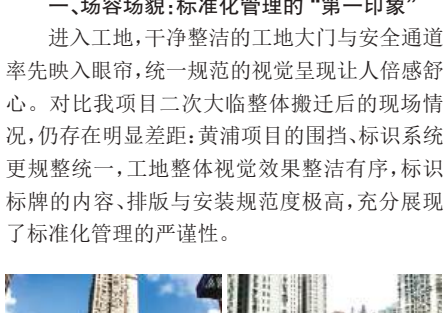 一、场容场貌:标准化管理的“第一印象”
进入工地,干净整洁的工地大门与安全通道
率先映入眼帘,统一规范的视觉呈现让人倍感舒
心。对比我项目二次大临整体搬迁后的现场情
况,仍存在明显差距:黄浦项目的围挡、标识系统
更规整统一,工地整体视觉效果整洁有序,标识
标牌的内容、排版与安装规范度极高,充分展现
了标准化管理的严谨性。